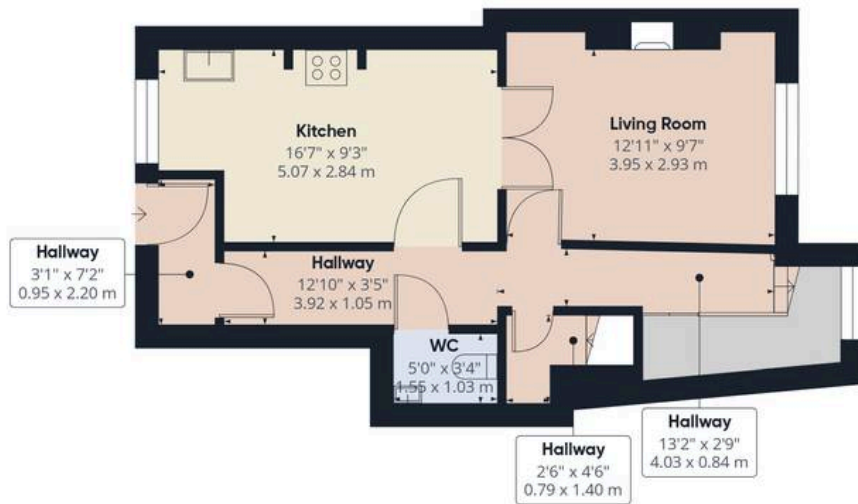 Kitchen
16'7" x 9'3"
5.07 x 2.84 m
Living Room
12'11" x 9'7"
3.95 x 2.93 m
Hallway
3'1" x 7'2"
0.95 x 2.20 m
Hallway
12'10" x 3'5"
3.92 x 1.05 m
WC
5'0" x 3'4"
1.55 x 1.03 m
Hallway
2'6" x 4'6"
0.79 x 1.40 m
Hallway
13'2" x 2'9"
4.03 x 0.84 m